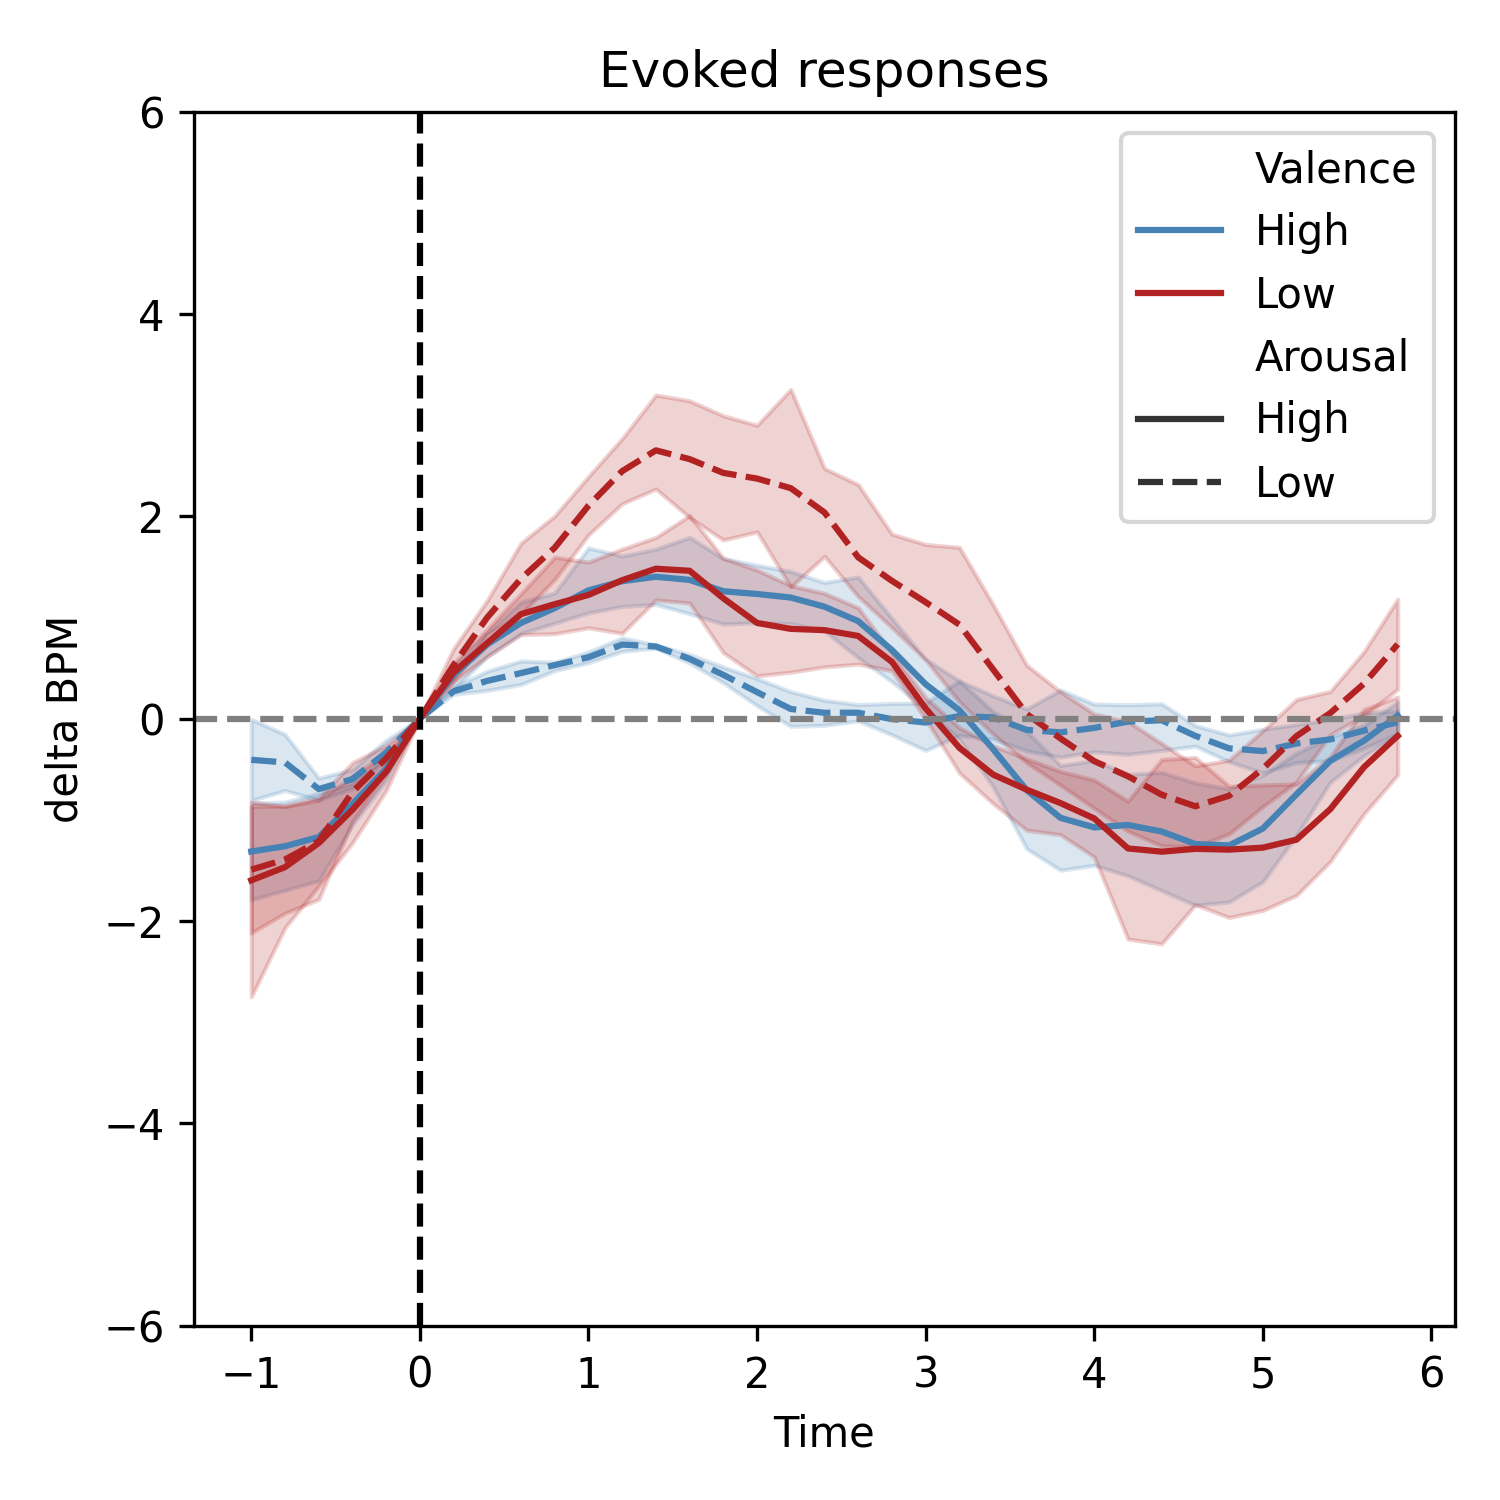 Evoked responses
6
4
2
0
−2
−4
−6
delta BPM
Valence
High
Low
Arousal
High
Low
−1 0 1 2 3 4 5 6
Time